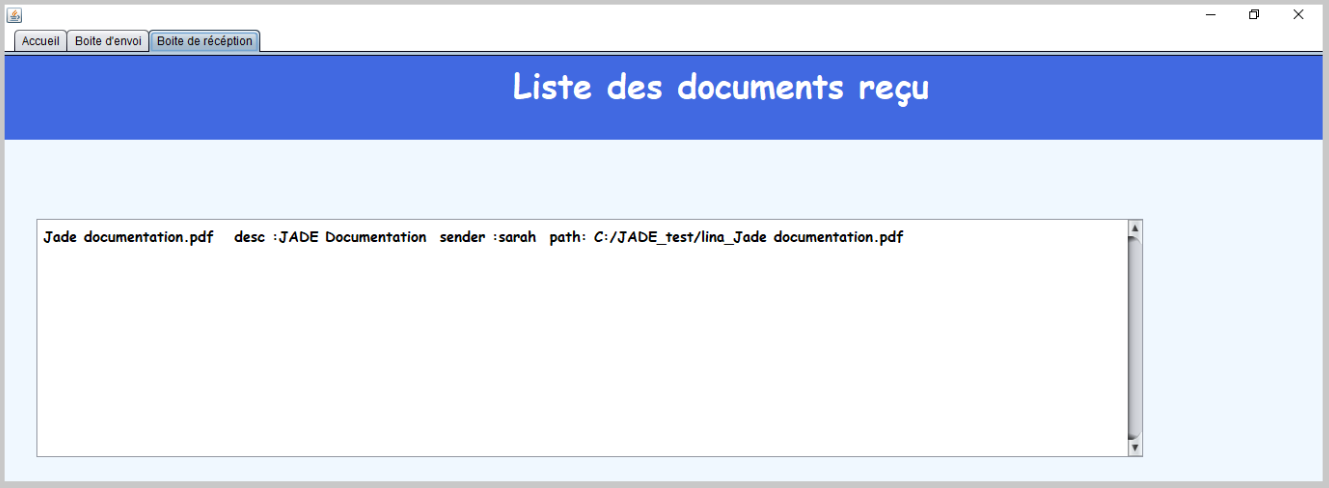 Accueil Boite d'envoi Boite de récéption
Liste des documents reçu
Jade documentation.pdf desc :JADE Documentation sender :sarah path: C:/JADE_test/lina_Jade documentation.pdf